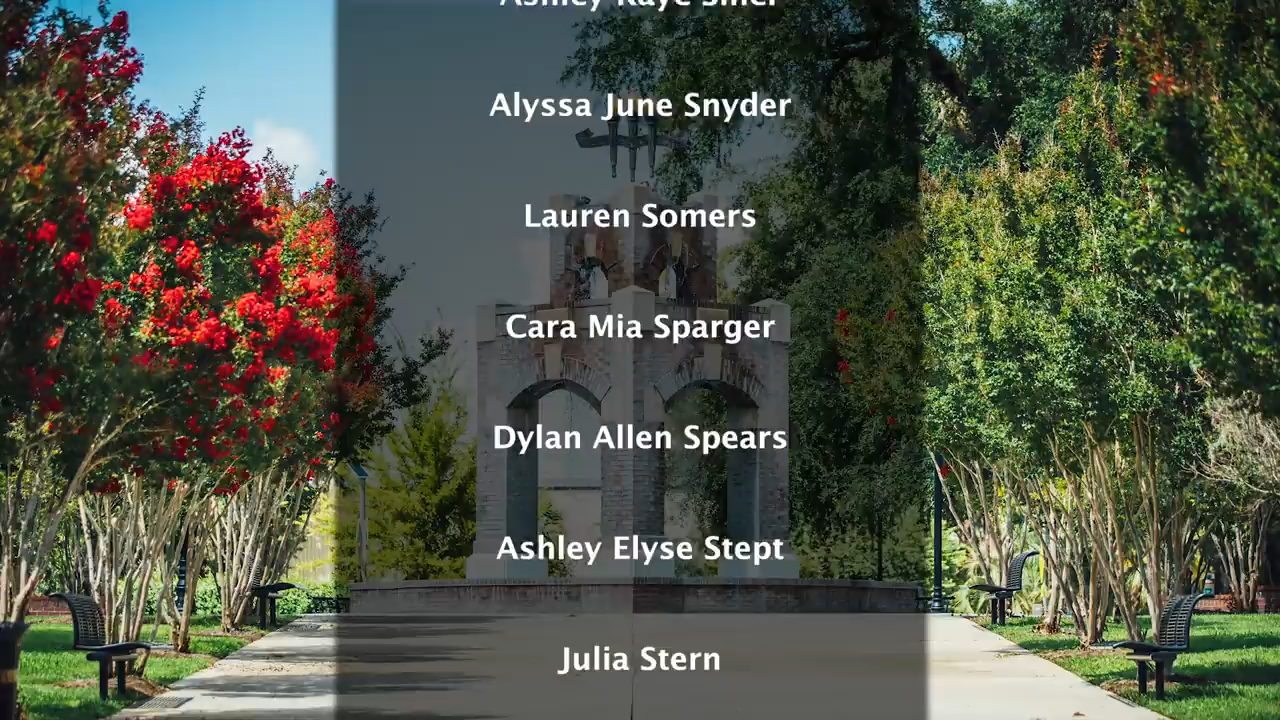 Alyssa June Snyder
Lauren Somers
Cara Mia Sparger
Dylan Allen Spears
Ashley Elyse Stept
Julia Stern